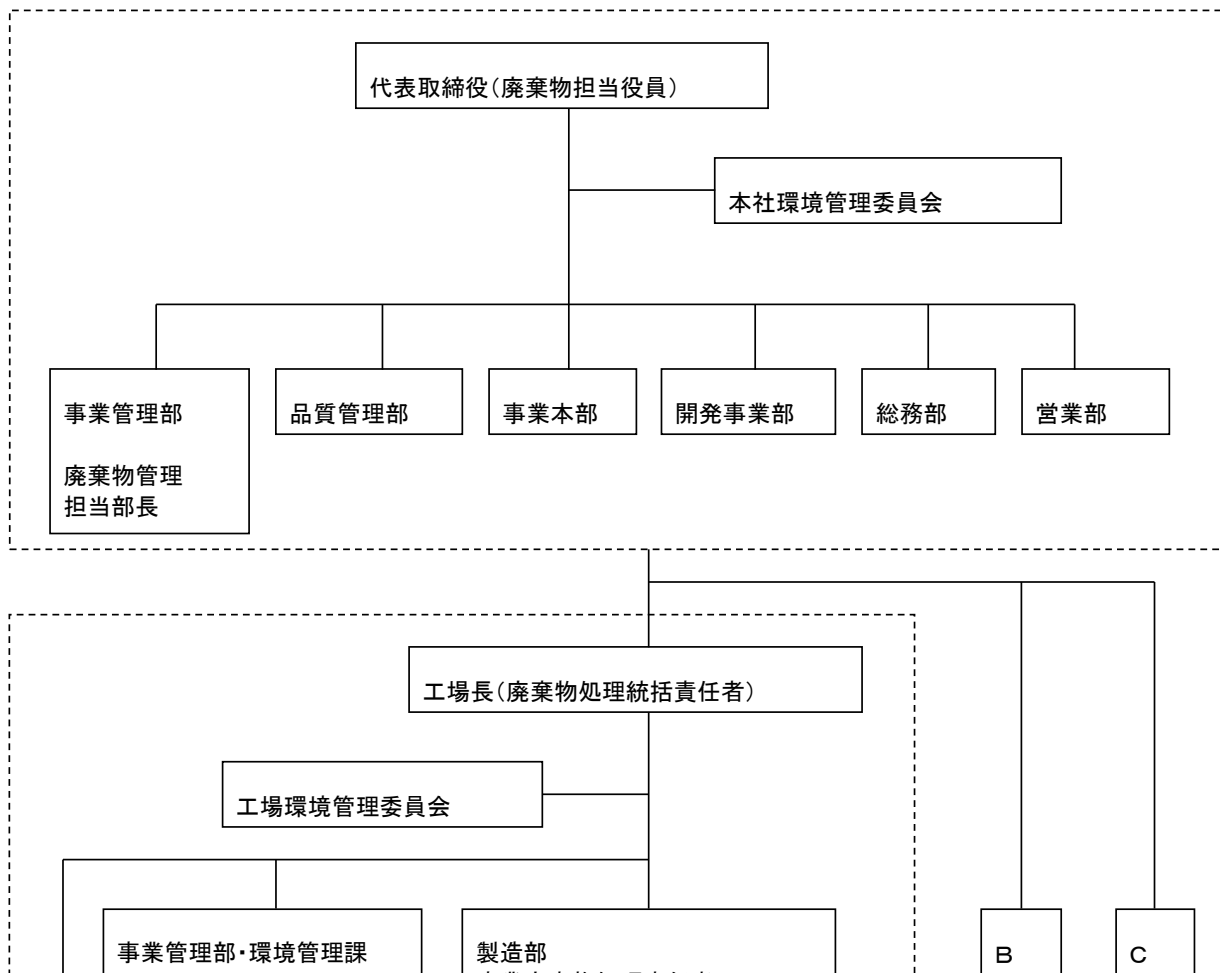 代表取締役(廃棄物担当役員)
本社環境管理委員会
事業管理部
廃棄物管理
担当部長
品質管理部
事業本部
開発事業部
総務部
営業部
工場長(廃棄物処理統括責任者)
工場環境管理委員会
事業管理部・環境管理課
製造部
B
C